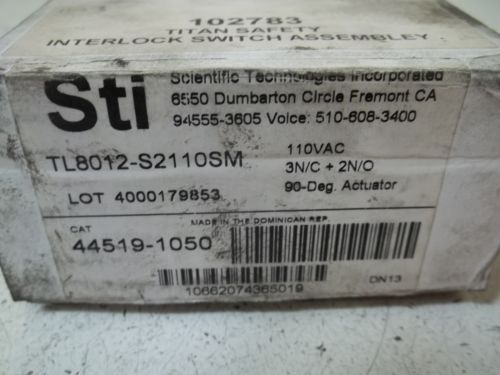 102783
TITAN SAFETY
INTERLOCK SWITCH ASSEMBLEY
Sti
Scientific Technologies Incorporated
6550 Dumbarton Circle Fremont CA
94555-3605 Voice: 510-608-3400
TL8012-S2110SM
110VAC
3N/C + 2N/O
90-Deg. Actuator
LOT 4000179853
MADE IN THE DOMINICAN REP.
CAT
44519-1050
10662074365019
DN13